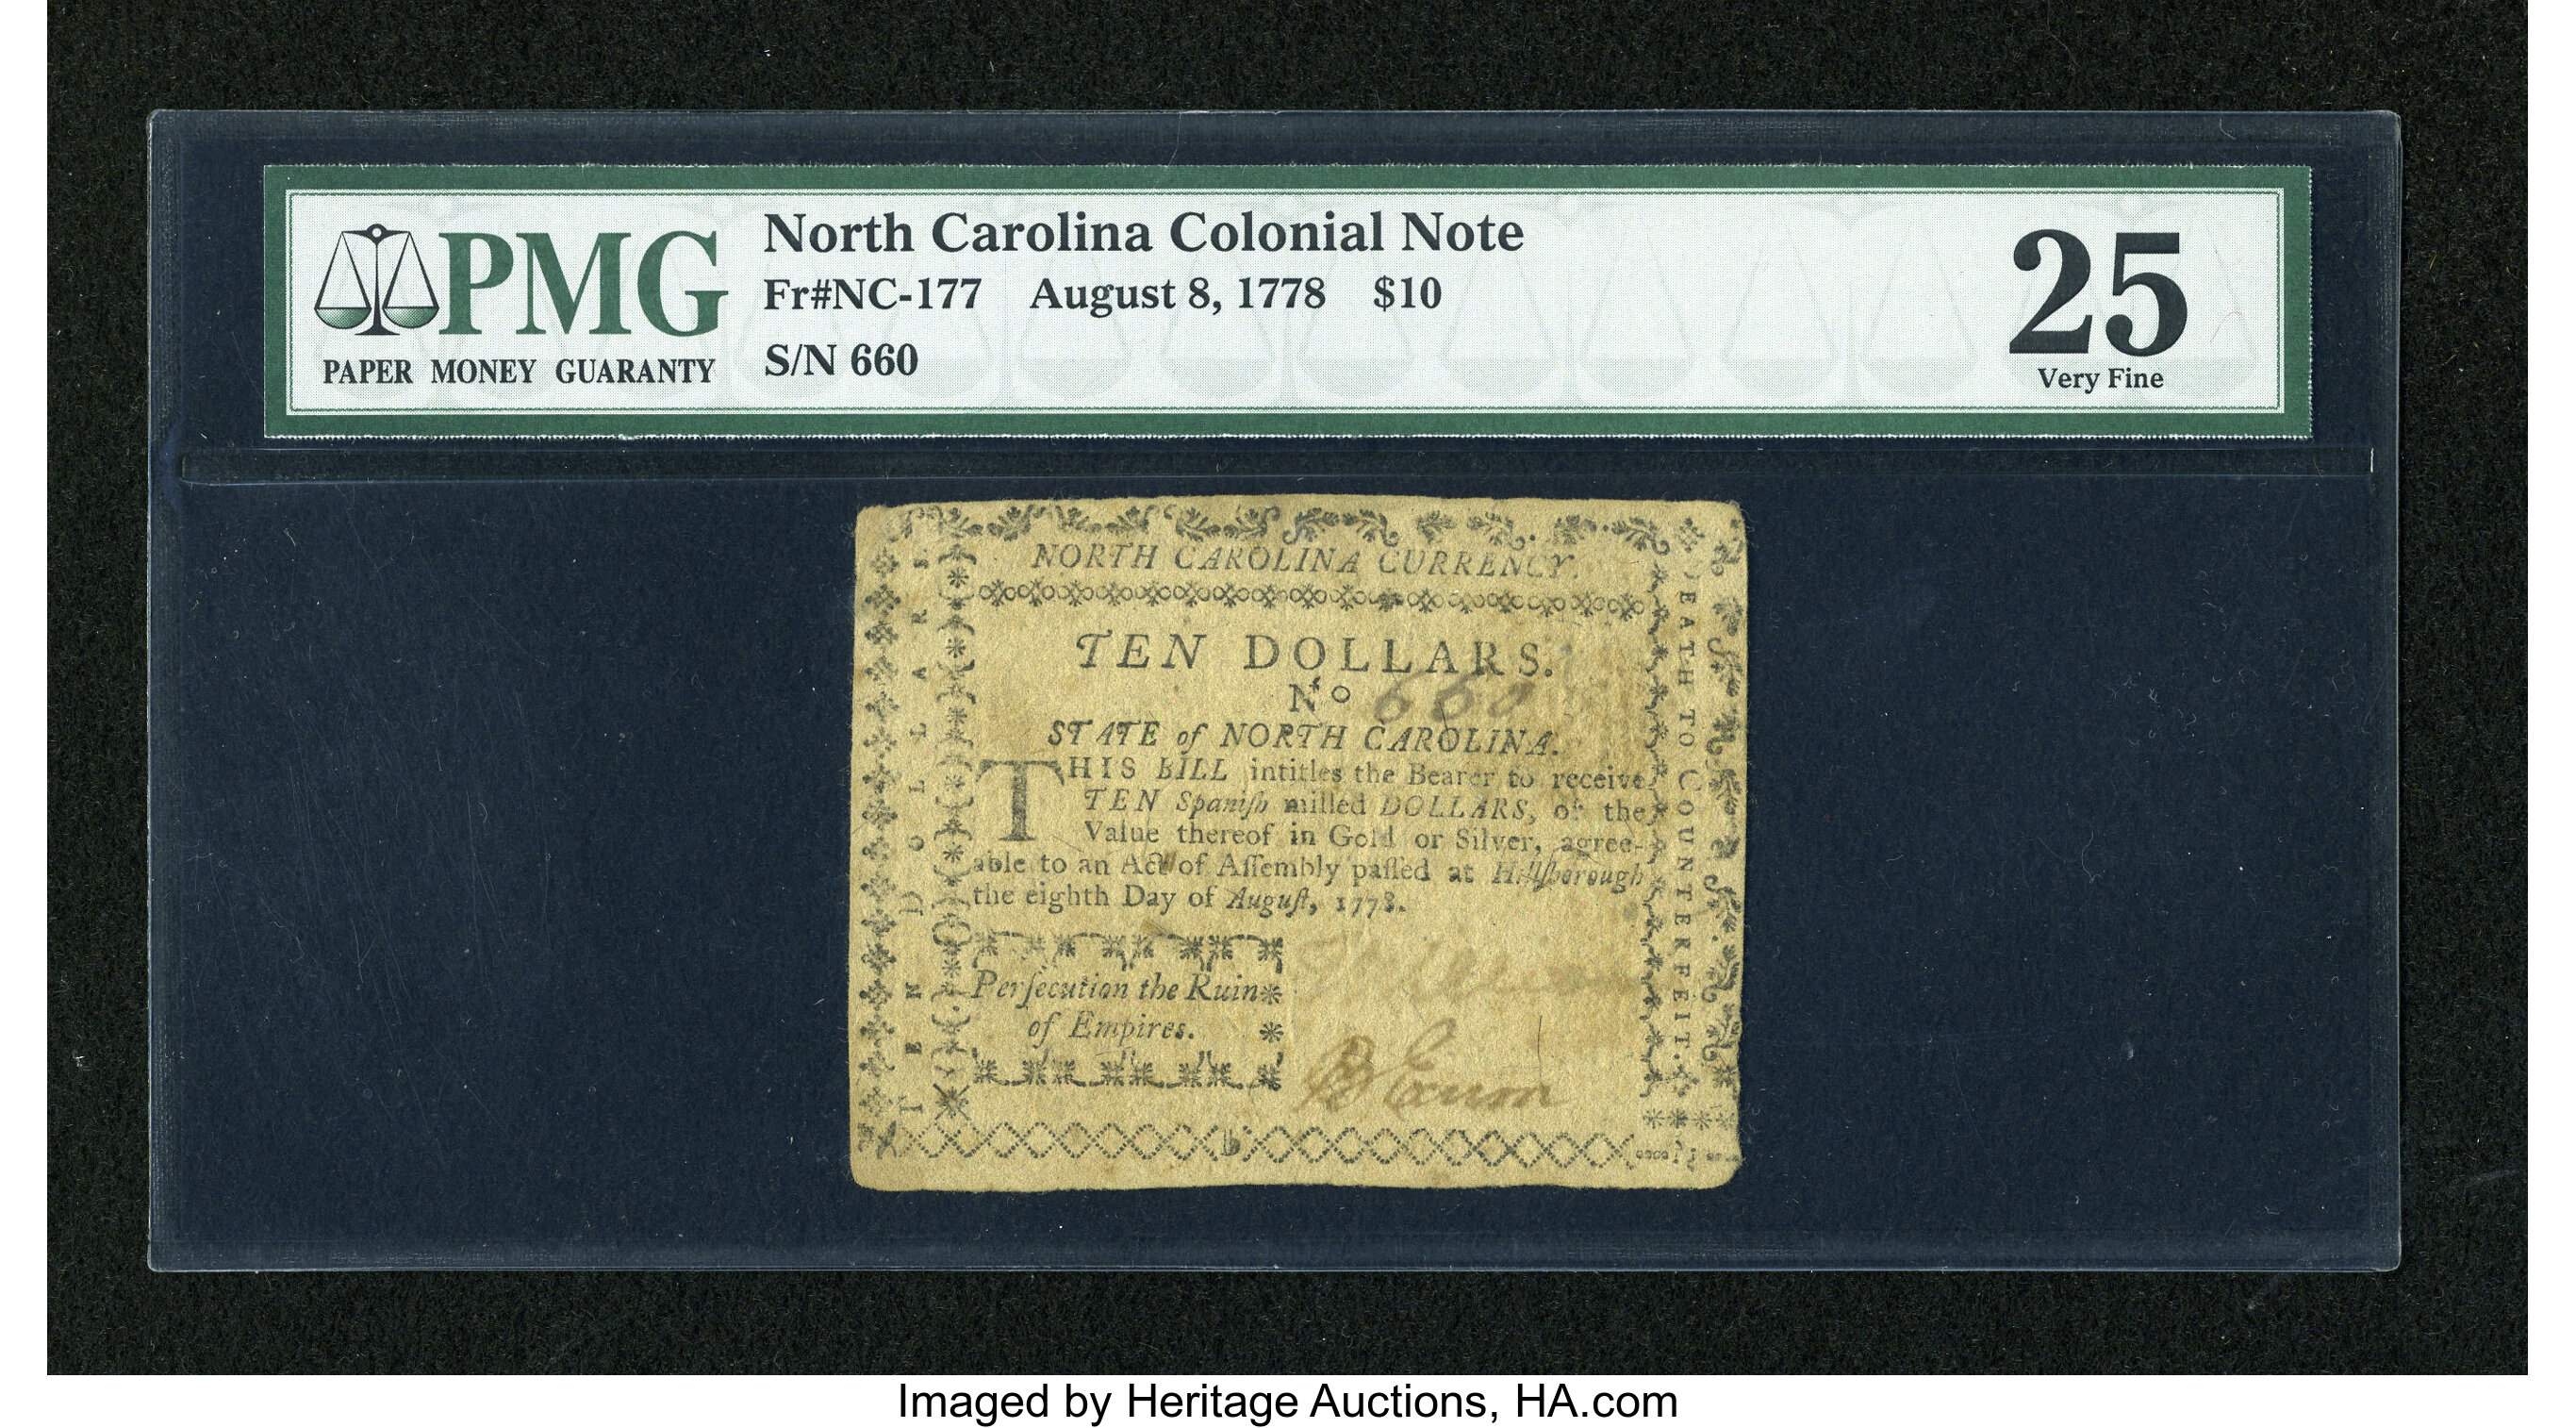 PMG
PAPER MONEY GUARANTY
North Carolina Colonial Note
Fr#NC-177 August 8, 1778 $10
S/N 660
25
Very Fine
NORTH CAROLINA CURRENCY.
TEN DOLLARS.
No 660
STATE of NORTH CAROLINA.
THIS BILL intitles the Bearer to receive
TEN Spaniſh milled DOLLARS, or the
Value thereof in Gold or Silver, agree-
able to an Act of Aſſembly paſſed at Hillſborough
the eighth Day of Auguſt, 1778.
Perſecution the Ruin
of Empires.
B Exum
b
TEN DOLLARS
DEATH TO COUNTERFEIT.
Imaged by Heritage Auctions, HA.com